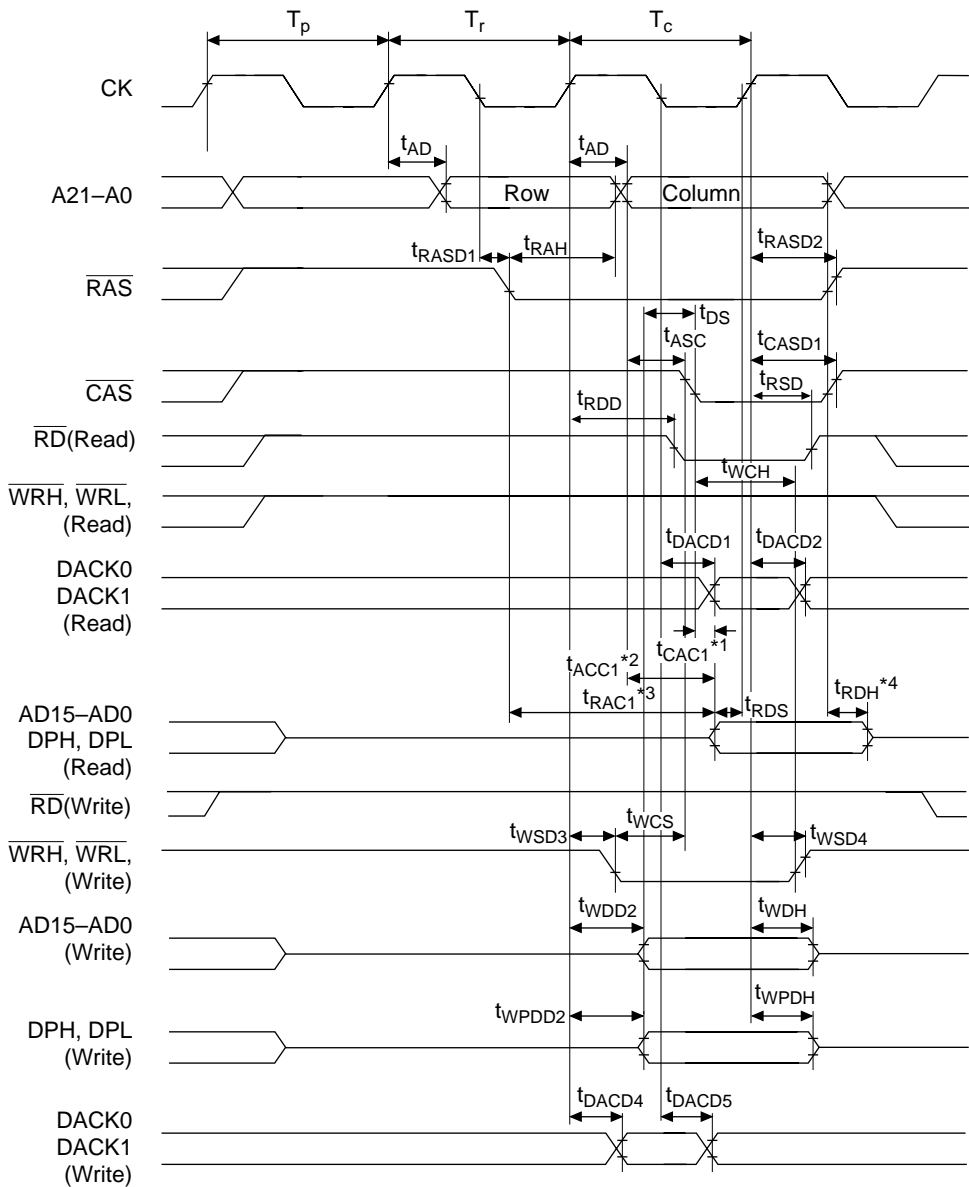 Tp Tr Tc
CK
tAD tAD
A21–A0 Row Column
tRASD1 tRAH tRASD2
RAS
tDS
tASC tCASD1
CAS tRSD
tRDD
RD(Read)
tWCH
WRH, WRL,
(Read)
tDACD1 tDACD2
DACK0
DACK1
(Read)
tCAC1*1
tACC1*2
tRAC1*3 tRDS tRDH*4
AD15–AD0
DPH, DPL
(Read)
RD(Write)
tWSD3 tWCS tWSD4
WRH, WRL,
(Write)
tWDD2 tWDH
AD15–AD0
(Write)
tWPDD2 tWPDH
DPH, DPL
(Write)
tDACD4 tDACD5
DACK0
DACK1
(Write)